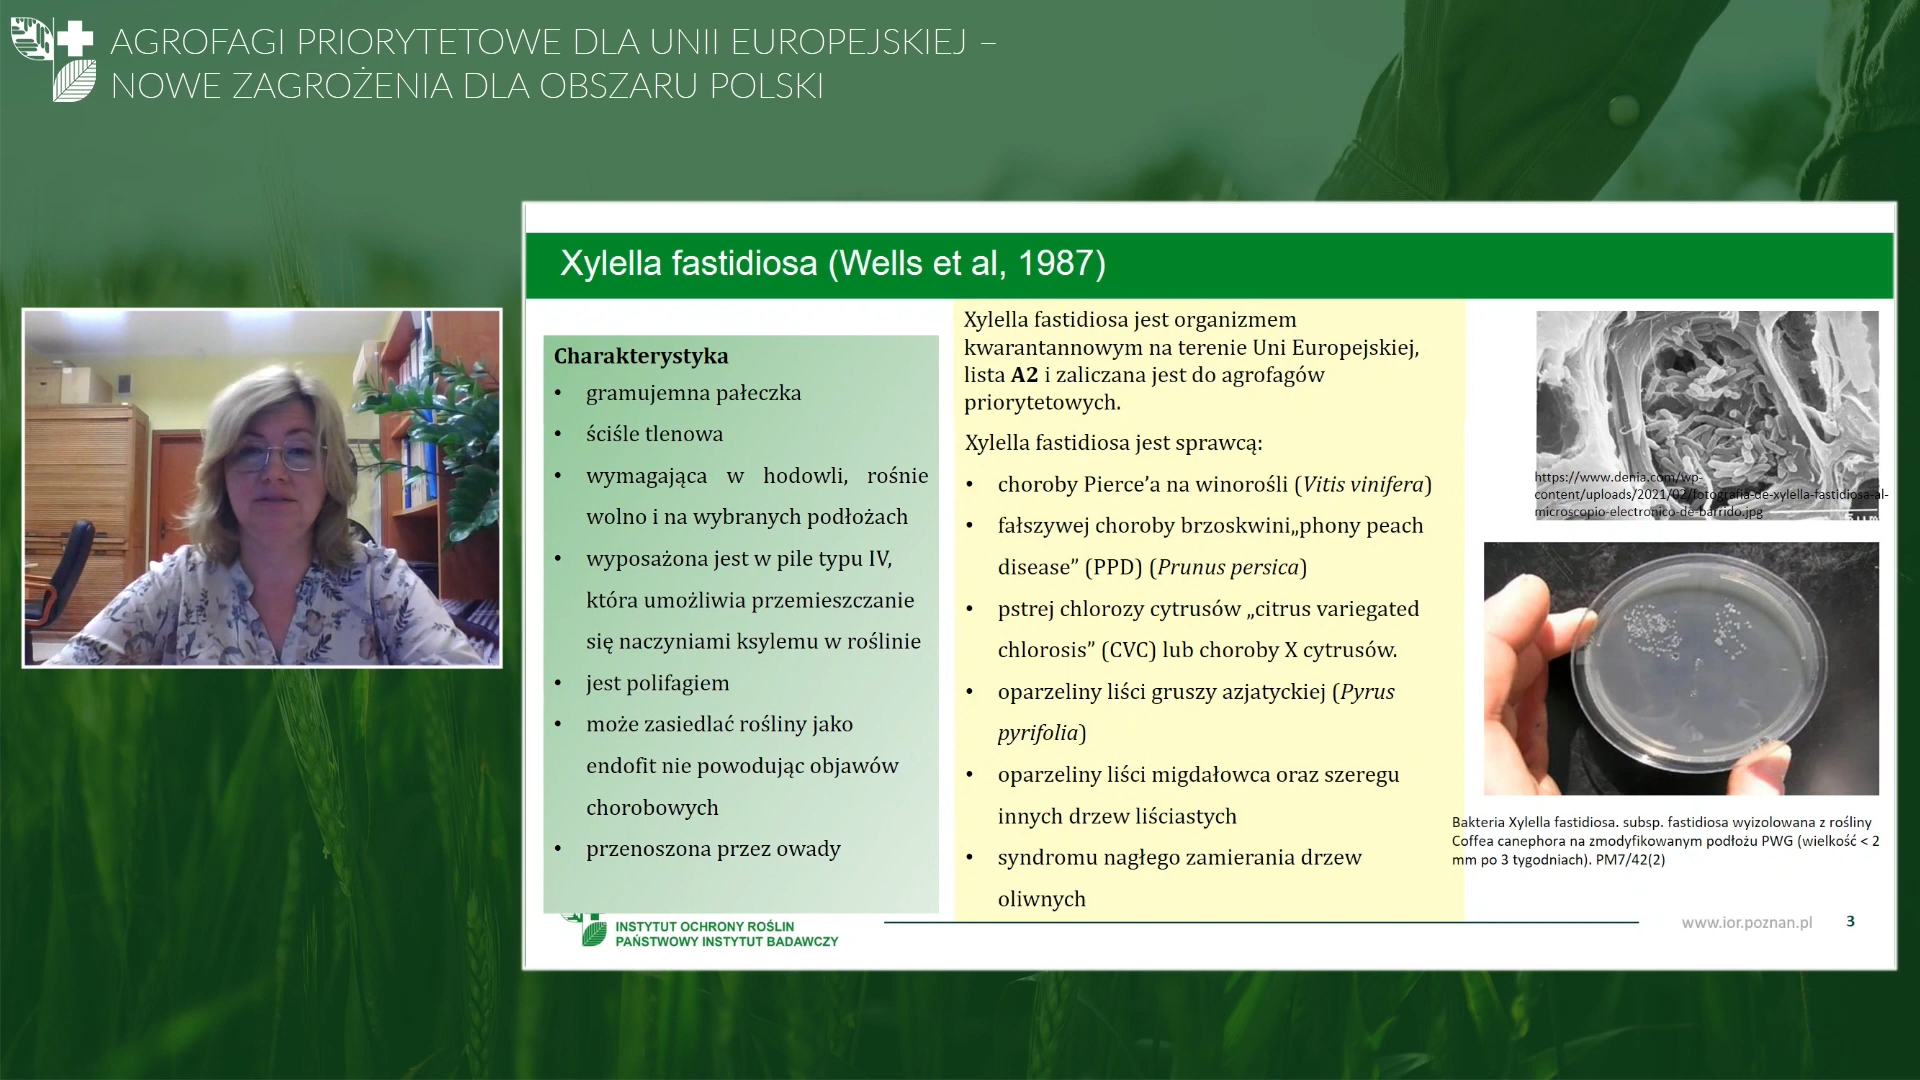 AGROFAGI PRIORYTETOWE DLA UNII EUROPEJSKIEJ –
NOWE ZAGROŻENIA DLA OBSZARU POLSKI
Xylella fastidiosa (Wells et al, 1987)
Charakterystyka
• gramujemna pałeczka
• ściśle tlenowa
• wymagająca w hodowli, rośnie
wolno i na wybranych podłożach
• wyposażona jest w pile typu IV,
która umożliwia przemieszczanie
się naczyniami ksylemu w roślinie
• jest polifagiem
• może zasiedlać rośliny jako
endofit nie powodując objawów
chorobowych
• przenoszona przez owady
Xylella fastidiosa jest organizmem
kwarantannowym na terenie Uni Europejskiej,
lista A2 i zaliczana jest do agrofagów
priorytetowych.
Xylella fastidiosa jest sprawcą:
• choroby Pierce’a na winorośli (Vitis vinifera)
• fałszywej choroby brzoskwini„phony peach
disease” (PPD) (Prunus persica)
• pstrej chlorozy cytrusów „citrus variegated
chlorosis” (CVC) lub choroby X cytrusów.
• oparzeliny liści gruszy azjatyckiej (Pyrus
pyrifolia)
• oparzeliny liści migdałowca oraz szeregu
innych drzew liściastych
• syndromu nagłego zamierania drzew
oliwnych
https://www.denia.com/wp-
content/uploads/2021/02/fotografia-de-xylella-fastidiosa-al-
microscopio-electronico-de-barrido.jpg
Bakteria Xylella fastidiosa. subsp. fastidiosa wyizolowana z rośliny
Coffea canephora na zmodyfikowanym podłożu PWG (wielkość < 2
mm po 3 tygodniach). PM7/42(2)
INSTYTUT OCHRONY ROŚLIN
PAŃSTWOWY INSTYTUT BADAWCZY
www.ior.poznan.pl 3